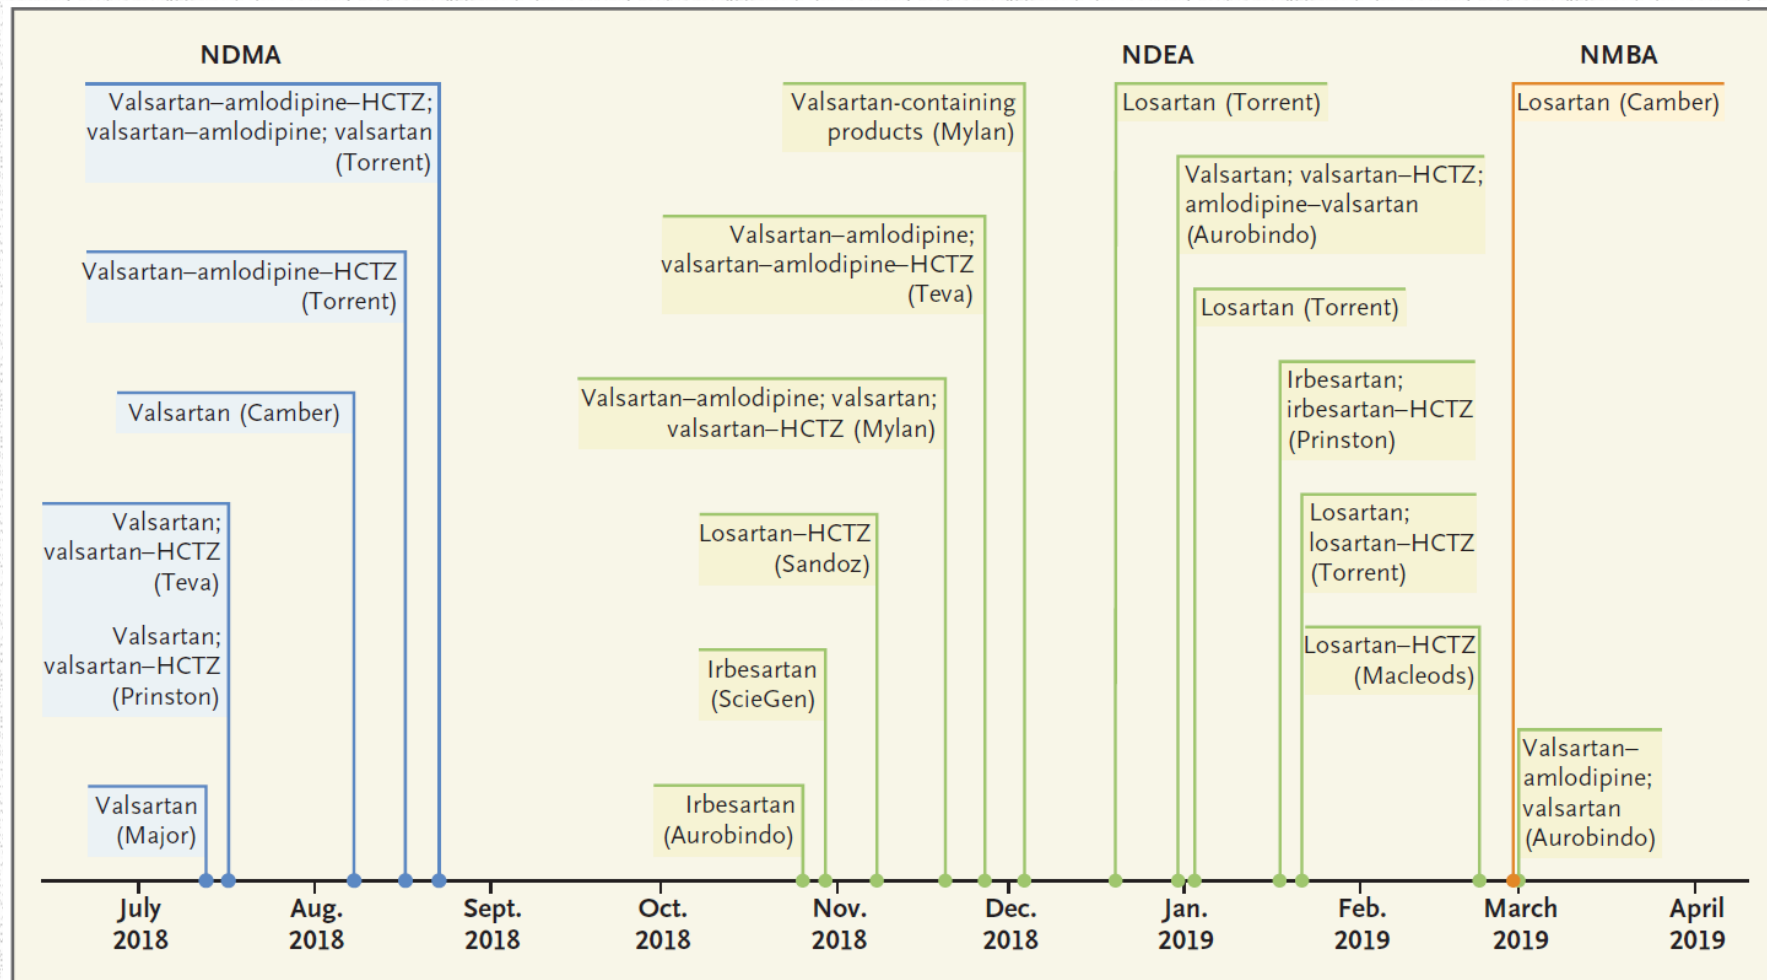 NDMA
Valsartan–amlodipine–HCTZ;
valsartan–amlodipine; valsartan
(Torrent)
Valsartan–amlodipine–HCTZ
(Torrent)
Valsartan (Camber)
Valsartan;
valsartan–HCTZ
(Teva)
Valsartan;
valsartan–HCTZ
(Prinston)
Valsartan
(Major)
NDEA
Valsartan-containing
products (Mylan)
Valsartan–amlodipine;
valsartan–amlodipine–HCTZ
(Teva)
Valsartan–amlodipine; valsartan;
valsartan–HCTZ (Mylan)
Losartan–HCTZ
(Sandoz)
Irbesartan
(ScieGen)
Irbesartan
(Aurobindo)
Losartan (Torrent)
Valsartan; valsartan–HCTZ;
amlodipine–valsartan
(Aurobindo)
Losartan (Torrent)
Irbesartan;
irbesartan–HCTZ
(Prinston)
Losartan;
losartan–HCTZ
(Torrent)
Losartan–HCTZ
(Macleods)
NMBA
Losartan (Camber)
Valsartan–
amlodipine;
valsartan
(Aurobindo)
July
2018
Aug.
2018
Sept.
2018
Oct.
2018
Nov.
2018
Dec.
2018
Jan.
2019
Feb.
2019
March
2019
April
2019